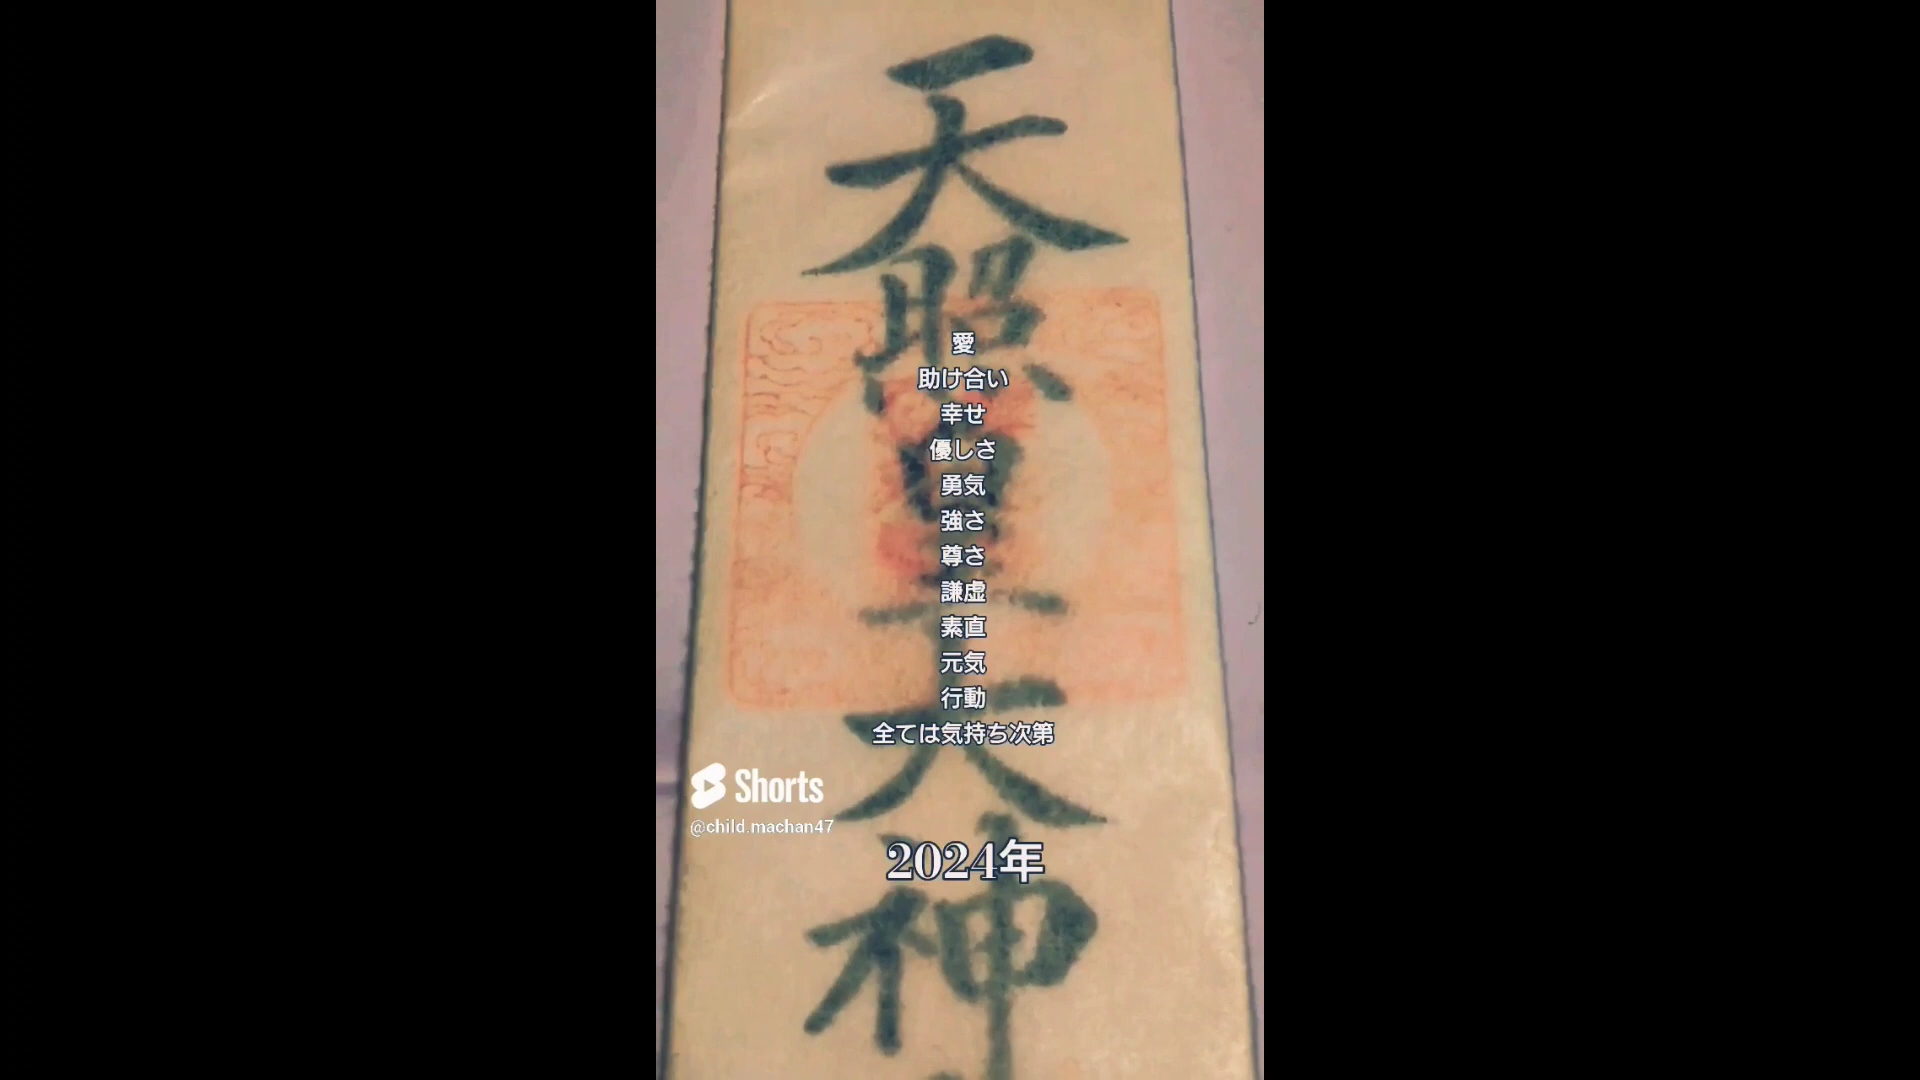 天照皇大神
愛
助け合い
幸せ
優しさ
勇気
強さ
尊さ
謙虚
素直
元気
行動
全ては気持ち次第
Shorts
@child.machan47
2024年